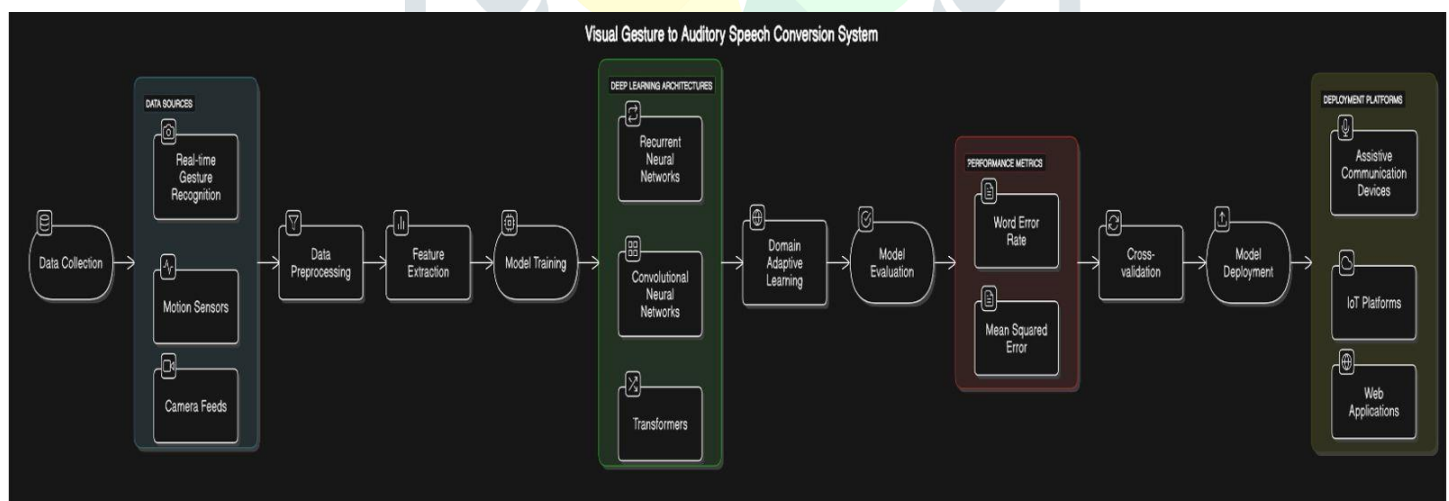 Visual Gesture to Auditory Speech Conversion System
Data Collection
DATA SOURCES
Real-time
Gesture
Recognition
Motion Sensors
Camera Feeds
Data
Preprocessing
Feature
Extraction
Model Training
DEEP LEARNING ARCHITECTURES
Recurrent
Neural
Networks
Convolutional
Neural
Networks
Transformers
Domain
Adaptive
Learning
Model
Evaluation
PERFORMANCE METRICS
Word Error
Rate
Mean Squared
Error
Cross-
validation
Model
Deployment
DEPLOYMENT PLATFORMS
Assistive
Communication
Devices
IoT Platforms
Web
Applications